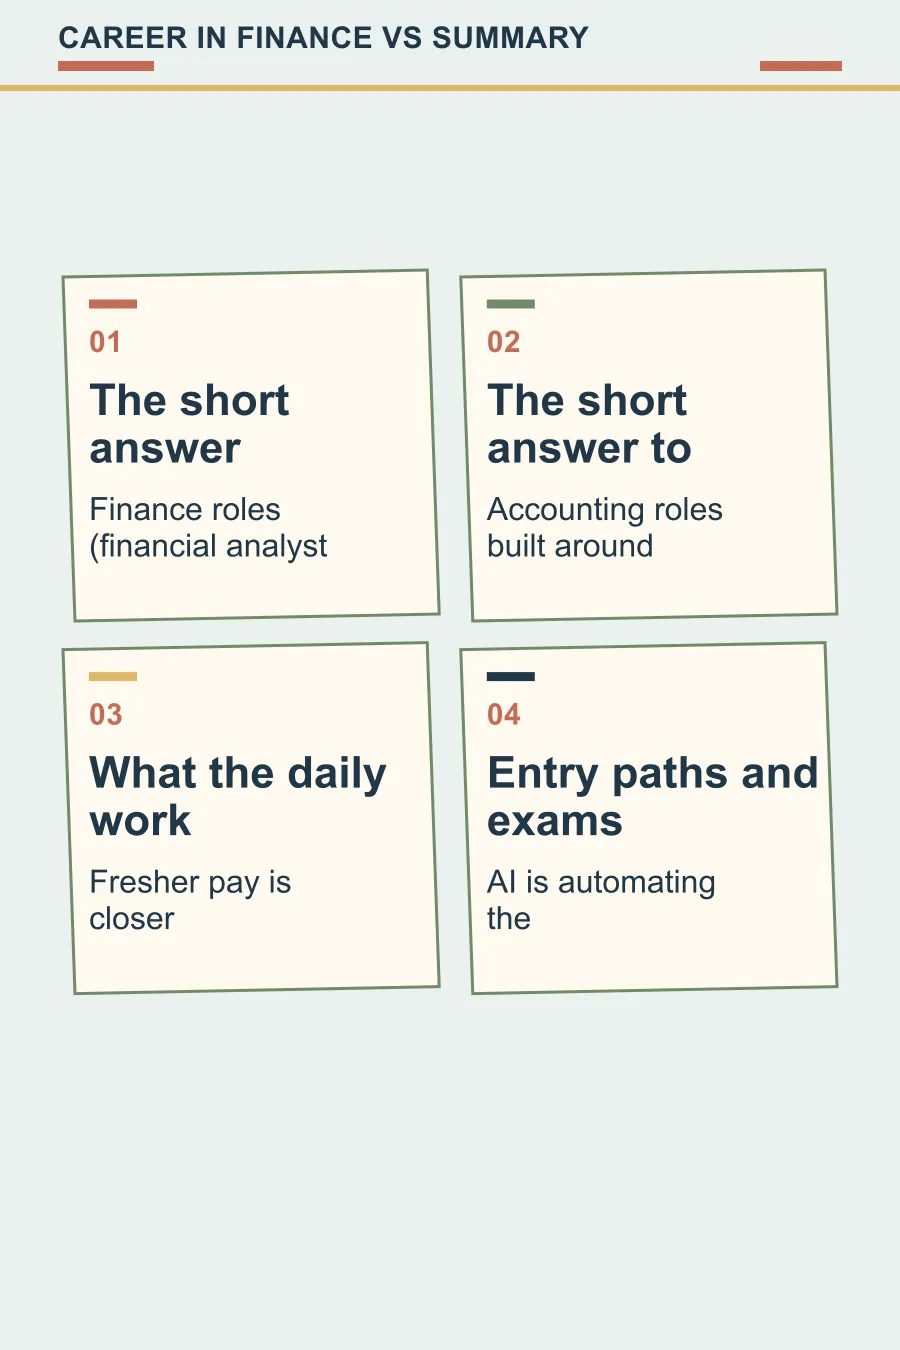 CAREER IN FINANCE VS SUMMARY
01
The short
answer
Finance roles
(financial analyst
02
The short
answer to
Accounting roles
built around
03
What the daily
work
Fresher pay is
closer
04
Entry paths and
exams
AI is automating
the